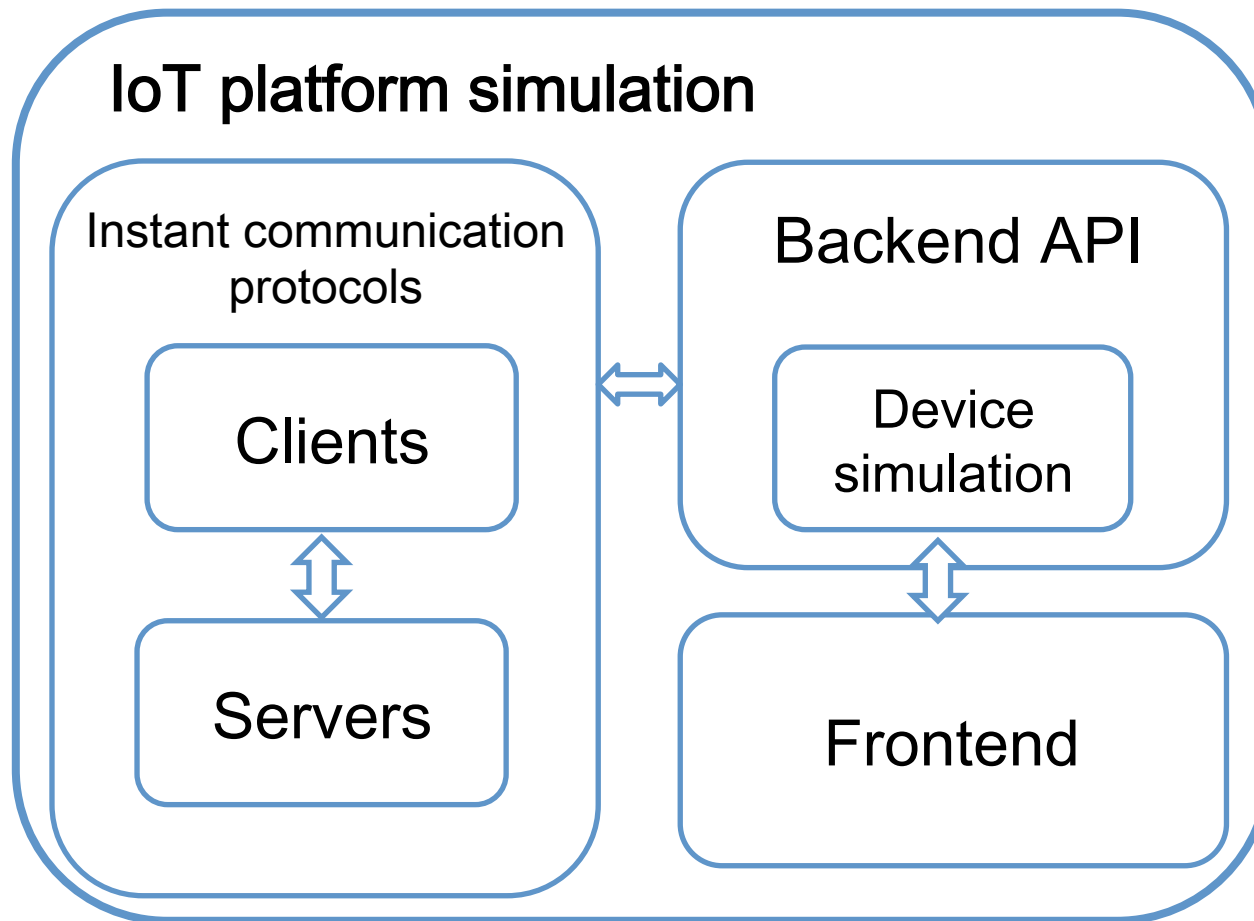 IoT platform simulation
Instant communication
protocols
Clients
Servers
Backend API
Device
simulation
Frontend